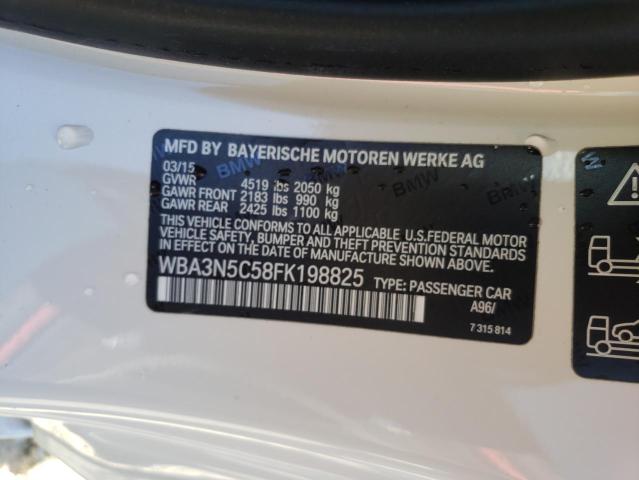 MFD BY BAYERISCHE MOTOREN WERKE AG
03/15
GVWR 4519 lbs 2050 kg
GAWR FRONT 2183 lbs 990 kg
GAWR REAR 2425 lbs 1100 kg
THIS VEHICLE CONFORMS TO ALL APPLICABLE U.S.FEDERAL MOTOR
VEHICLE SAFETY, BUMPER, AND THEFT PREVENTION STANDARDS
IN EFFECT ON THE DATE OF MANUFACTURE SHOWN ABOVE.
WBA3N5C58FK198825 TYPE: PASSENGER CAR
A96/
7 315 814
BMW
BMW
BMW